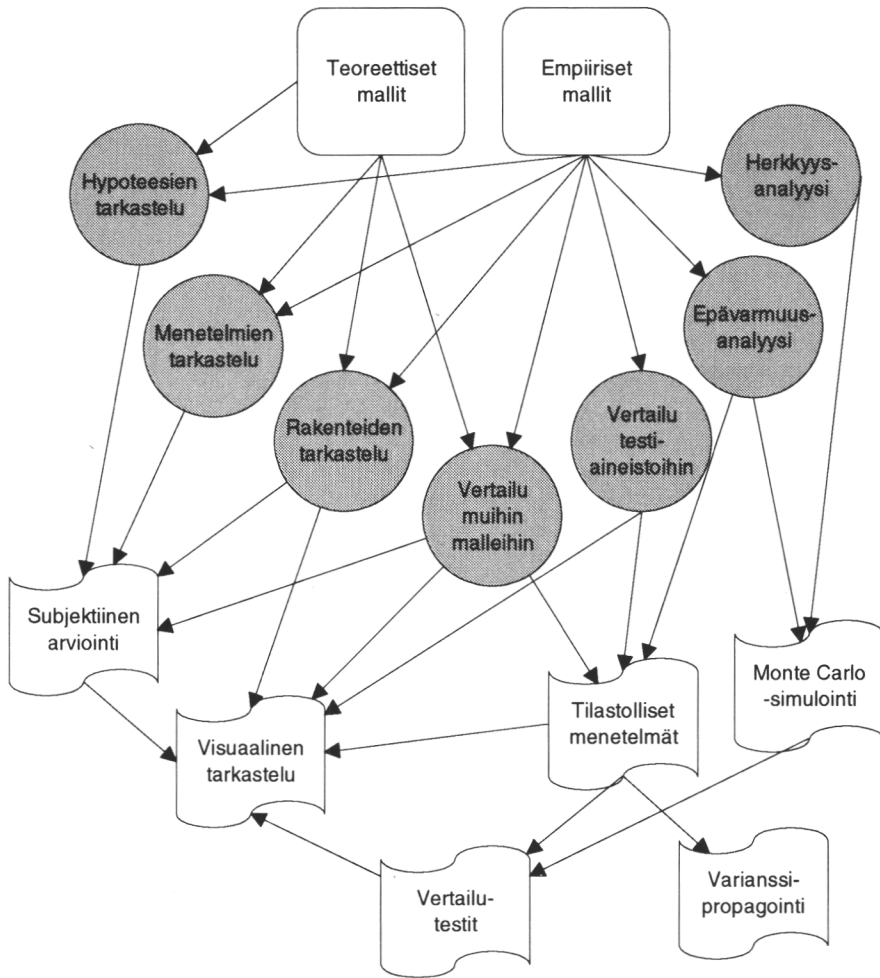 Teoreettiset
mallit
Empiiriset
mallit
Herkkyys-
analyysi
Hypoteesien
tarkastelu
Epävarmuus-
analyysi
Menetelmien
tarkastelu
Rakenteiden
tarkastelu
Vertailu
testi-
aineistoihin
Vertailu
muihin
malleihin
Subjektiinen
arviointi
Monte Carlo
-simulointi
Tilastolliset
menetelmät
Visuaalinen
tarkastelu
Vertailu-
testit
Varianssi-
propagointi